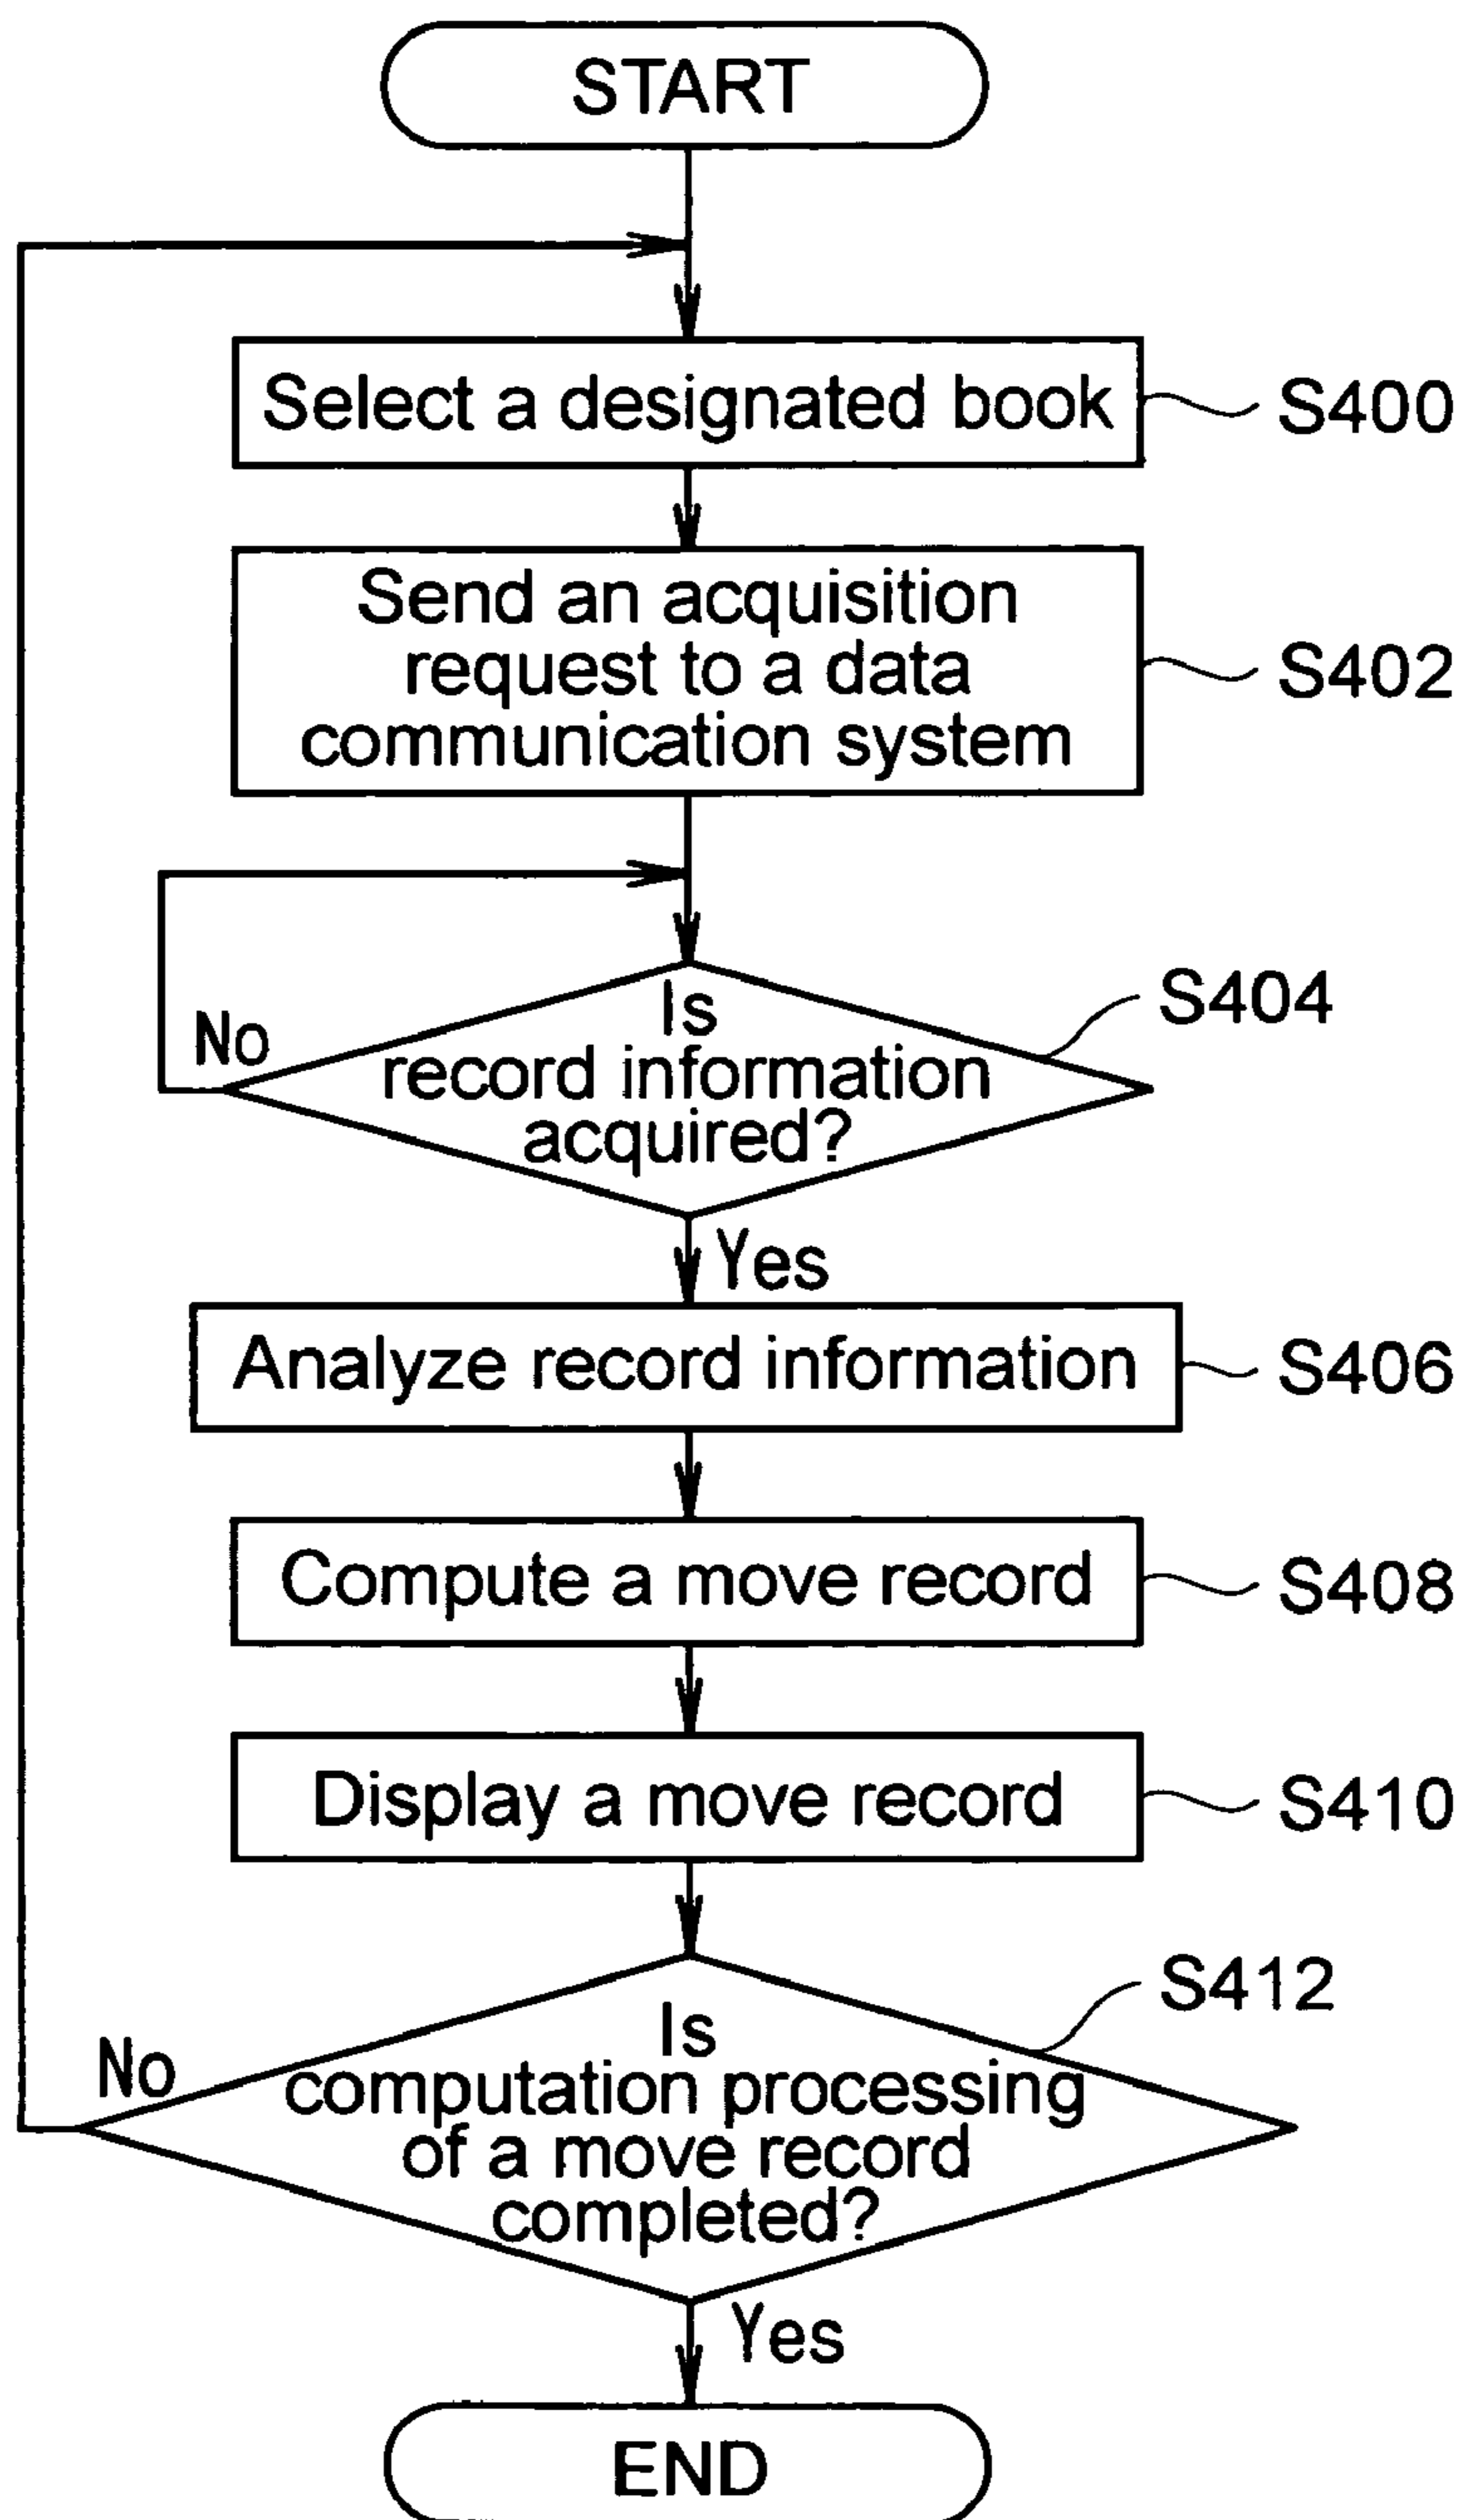 START
Select a designated book
S400
Send an acquisition
request to a data
communication system
S402
Is
record information
acquired?
S404
No
Yes
Analyze record information
S406
Compute a move record
S408
Display a move record
S410
Is
computation processing
of a move record
completed?
S412
No
Yes
END